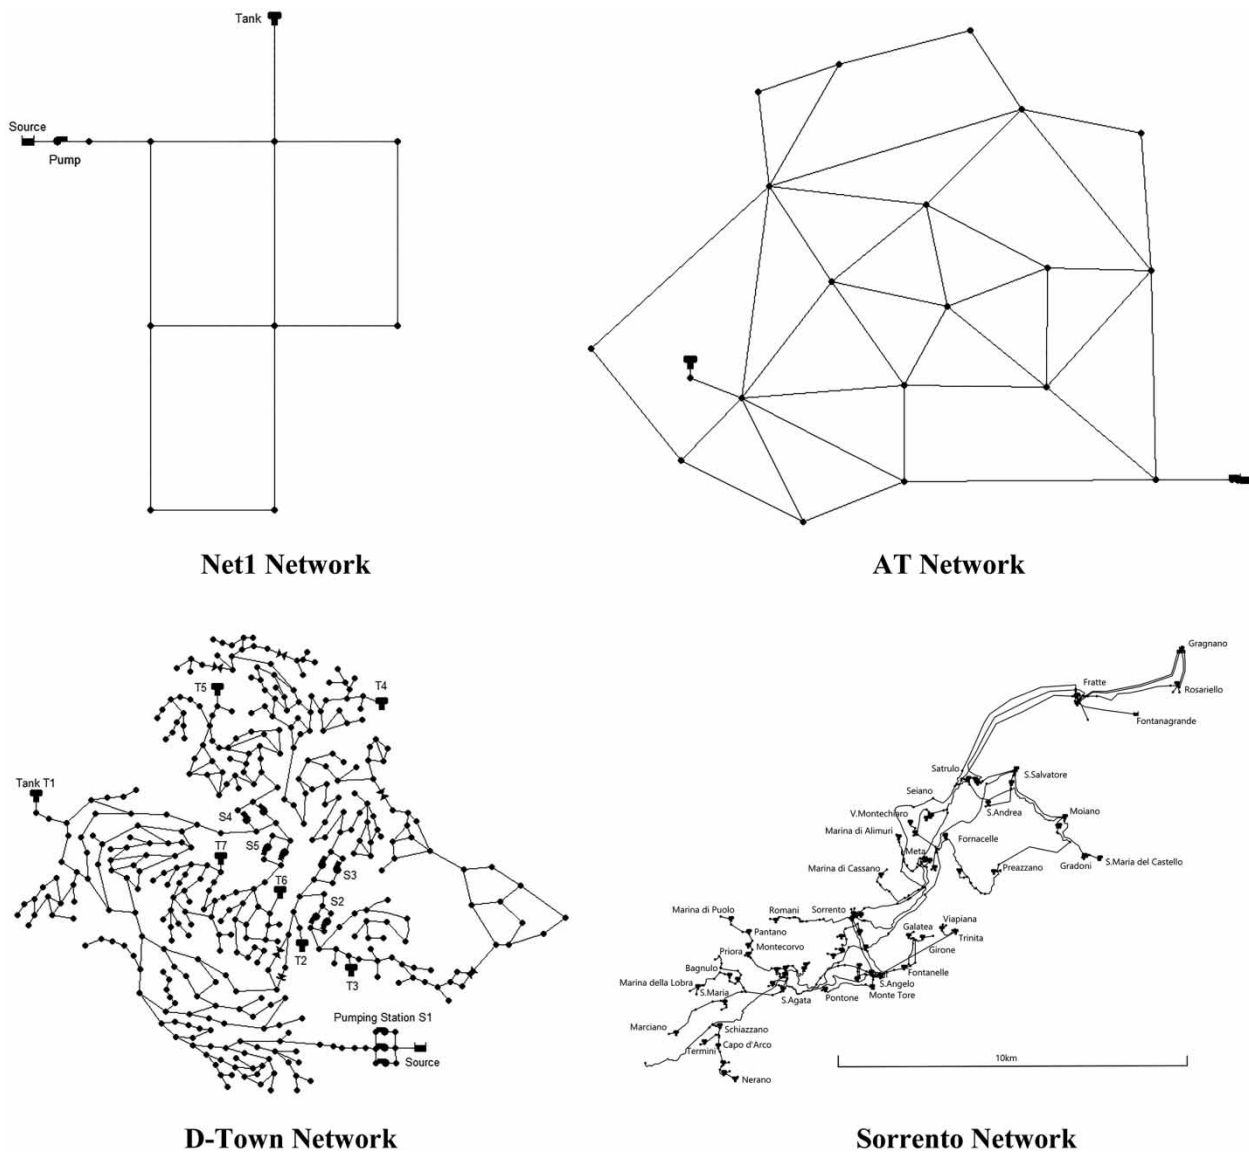 Tank
Source
Pump
Net1 Network
AT Network
T5
T4
Tank T1
S4
S5
T7
S3
T6
S2
T2
T3
Pumping Station S1
Source
D-Town Network
Gragnano
Fratte
Rosariello
Fontanagrande
Satrulo
S.Salvatore
Seiano
S.Andrea
V.Montechiaro
Moiano
Marina di Alimuri
Fornacelle
Meta
S.Maria del Castello
Gradoni
Marina di Cassano
Preazzano
Marina di Puolo
Romani
Sorrento
Viapiana
Galatea
Pantano
Trinita
Montecorvo
Girone
Priora
Bagnulo
Fontanelle
Marina della Lobra
S.Angelo
S.Maria
S.Agata
Pontone
Monte Tore
Marciano
Schiazzano
Termini
Capo d'Arco
10km
Nerano
Sorrento Network